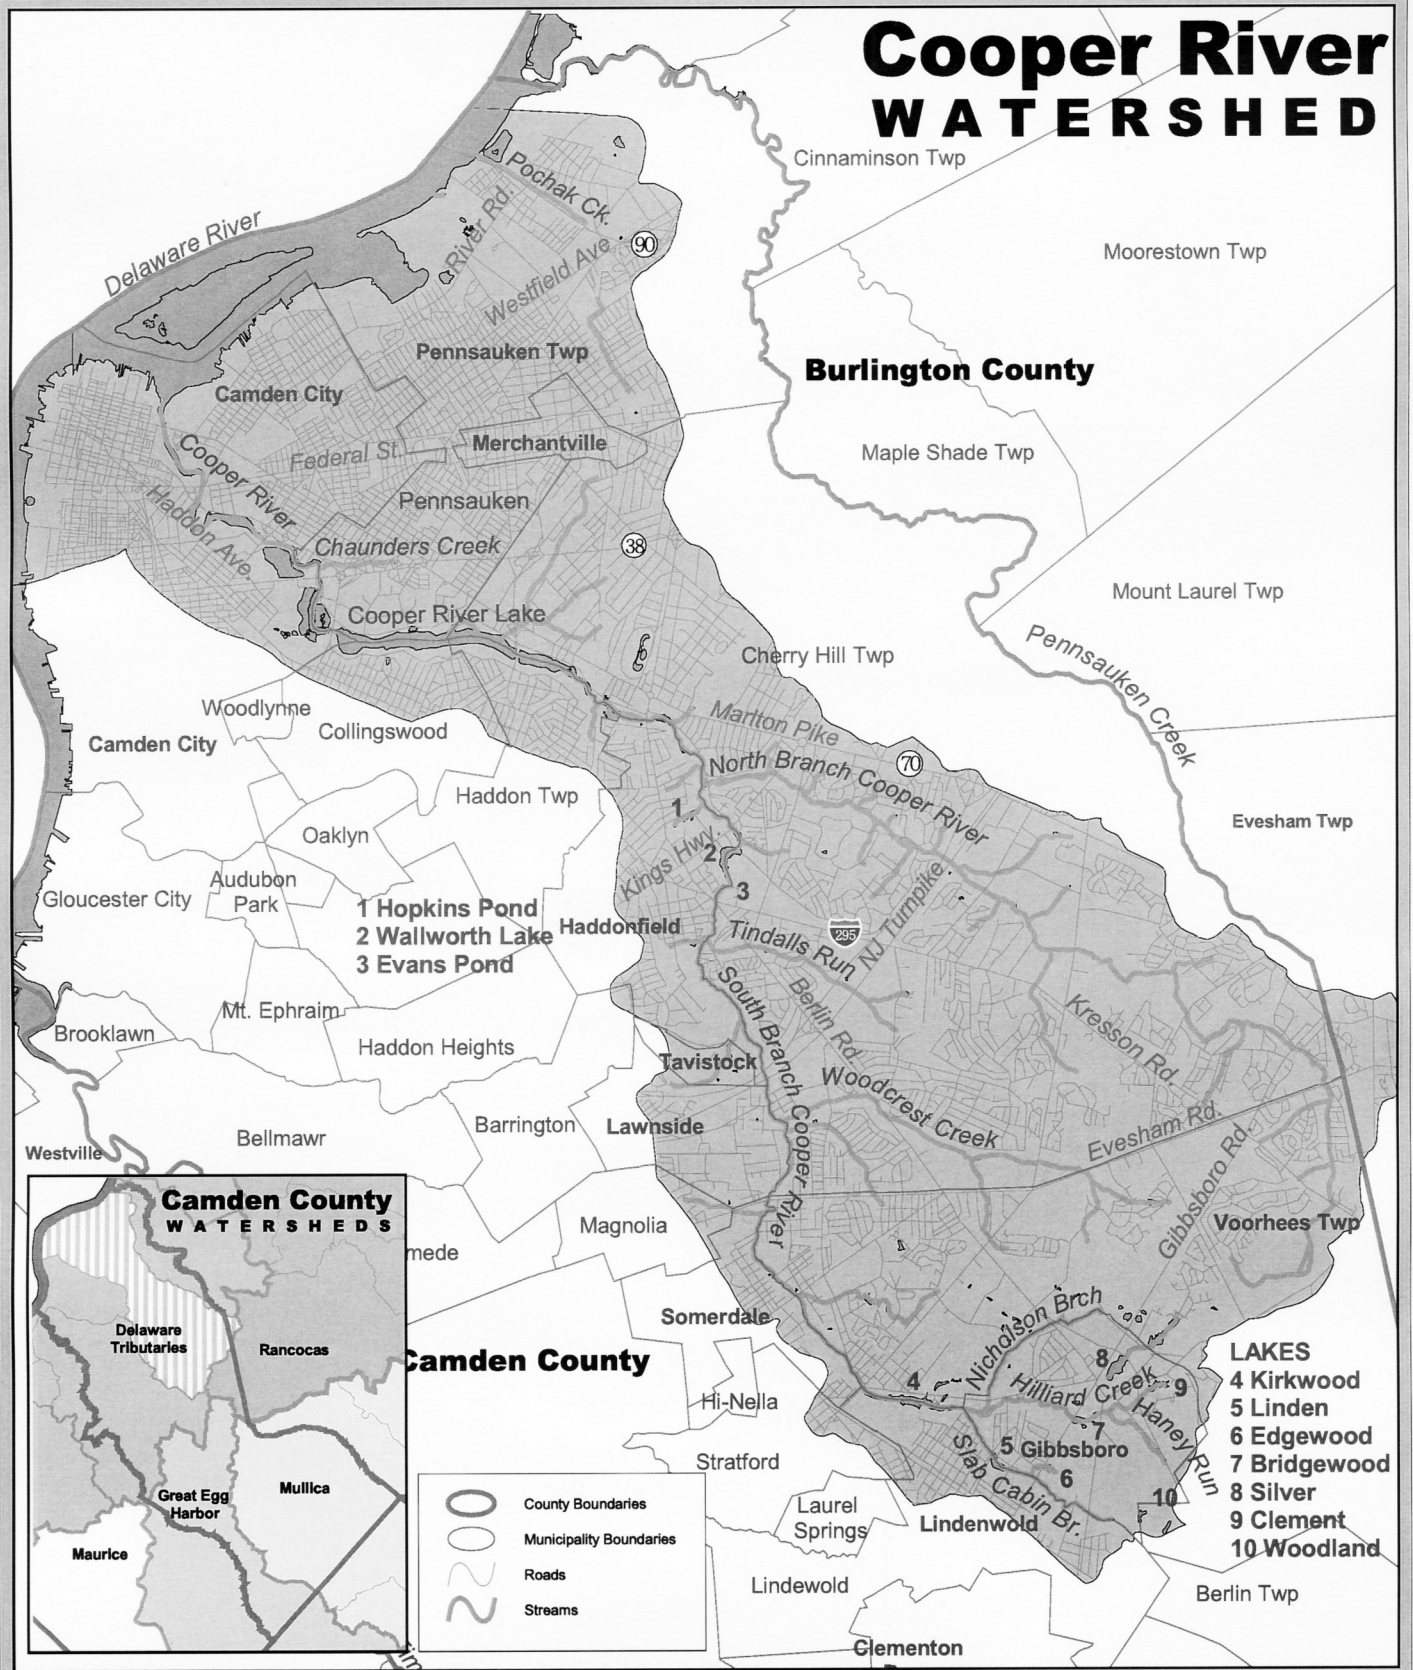 Cooper River
WATERSHED
Cinnaminson Twp
Pochak Ck.
River Rd.
Delaware River
90
Moorestown Twp
Westfield Ave
Pennsauken Twp
Burlington County
Camden City
Merchantville
Maple Shade Twp
Federal St.
Cooper River
Pennsauken
Haddon Ave.
Chaunders Creek
38
Mount Laurel Twp
Cooper River Lake
Cherry Hill Twp
Pennsauken Creek
Woodlynne
Collingswood
Marlton Pike
Camden City
North Branch Cooper River
70
Haddon Twp
1
Evesham Twp
Oaklyn
Kings Hwy.
2
Audubon
Park
Gloucester City
3
1 Hopkins Pond
2 Wallworth Lake
3 Evans Pond
Haddonfield
Tindalls Run
295
NJ Turnpike
South Branch Cooper River
Berlin Rd.
Mt. Ephraim
Brooklawn
Haddon Heights
Kresson Rd.
Tavistock
Woodcrest Creek
Barrington
Lawnside
Bellmawr
Evesham Rd.
Westville
Gibbsboro Rd.
Magnolia
Voorhees Twp
mede
Somerdale
Nicholson Brch
Camden County
8
4
Hilliard Creek
9
Hi-Nella
Haney Run
7
5
Gibbsboro
Slab Cabin Br.
Stratford
6
10
Laurel
Springs
Lindenwold
Lindewold
Berlin Twp
Clementon
LAKES
4 Kirkwood
5 Linden
6 Edgewood
7 Bridgewood
8 Silver
9 Clement
10 Woodland
Camden County
WATERSHEDS
Delaware
Tributaries
Rancocas
Great Egg
Harbor
Mullica
Maurice
County Boundaries
Municipality Boundaries
Roads
Streams